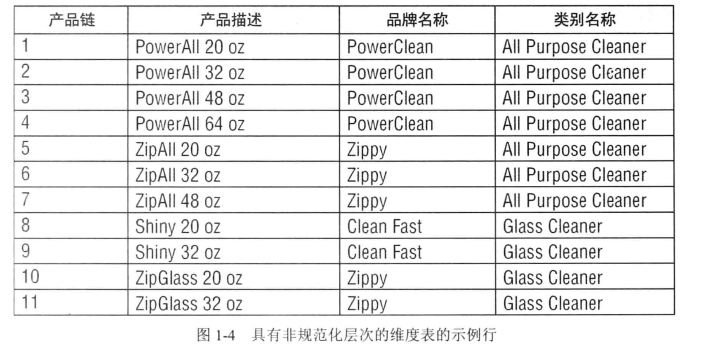 产品链 产品描述 品牌名称 类别名称
1 PowerAll 20 oz PowerClean All Purpose Cleaner
2 PowerAll 32 oz PowerClean All Purpose Cleaner
3 PowerAll 48 oz PowerClean All Purpose Cleaner
4 PowerAll 64 oz PowerClean All Purpose Cleaner
5 ZipAll 20 oz Zippy All Purpose Cleaner
6 ZipAll 32 oz Zippy All Purpose Cleaner
7 ZipAll 48 oz Zippy All Purpose Cleaner
8 Shiny 20 oz Clean Fast Glass Cleaner
9 Shiny 32 oz Clean Fast Glass Cleaner
10 ZipGlass 20 oz Zippy Glass Cleaner
11 ZipGlass 32 oz Zippy Glass Cleaner
图 1-4 具有非规范化层次的维度表的示例行